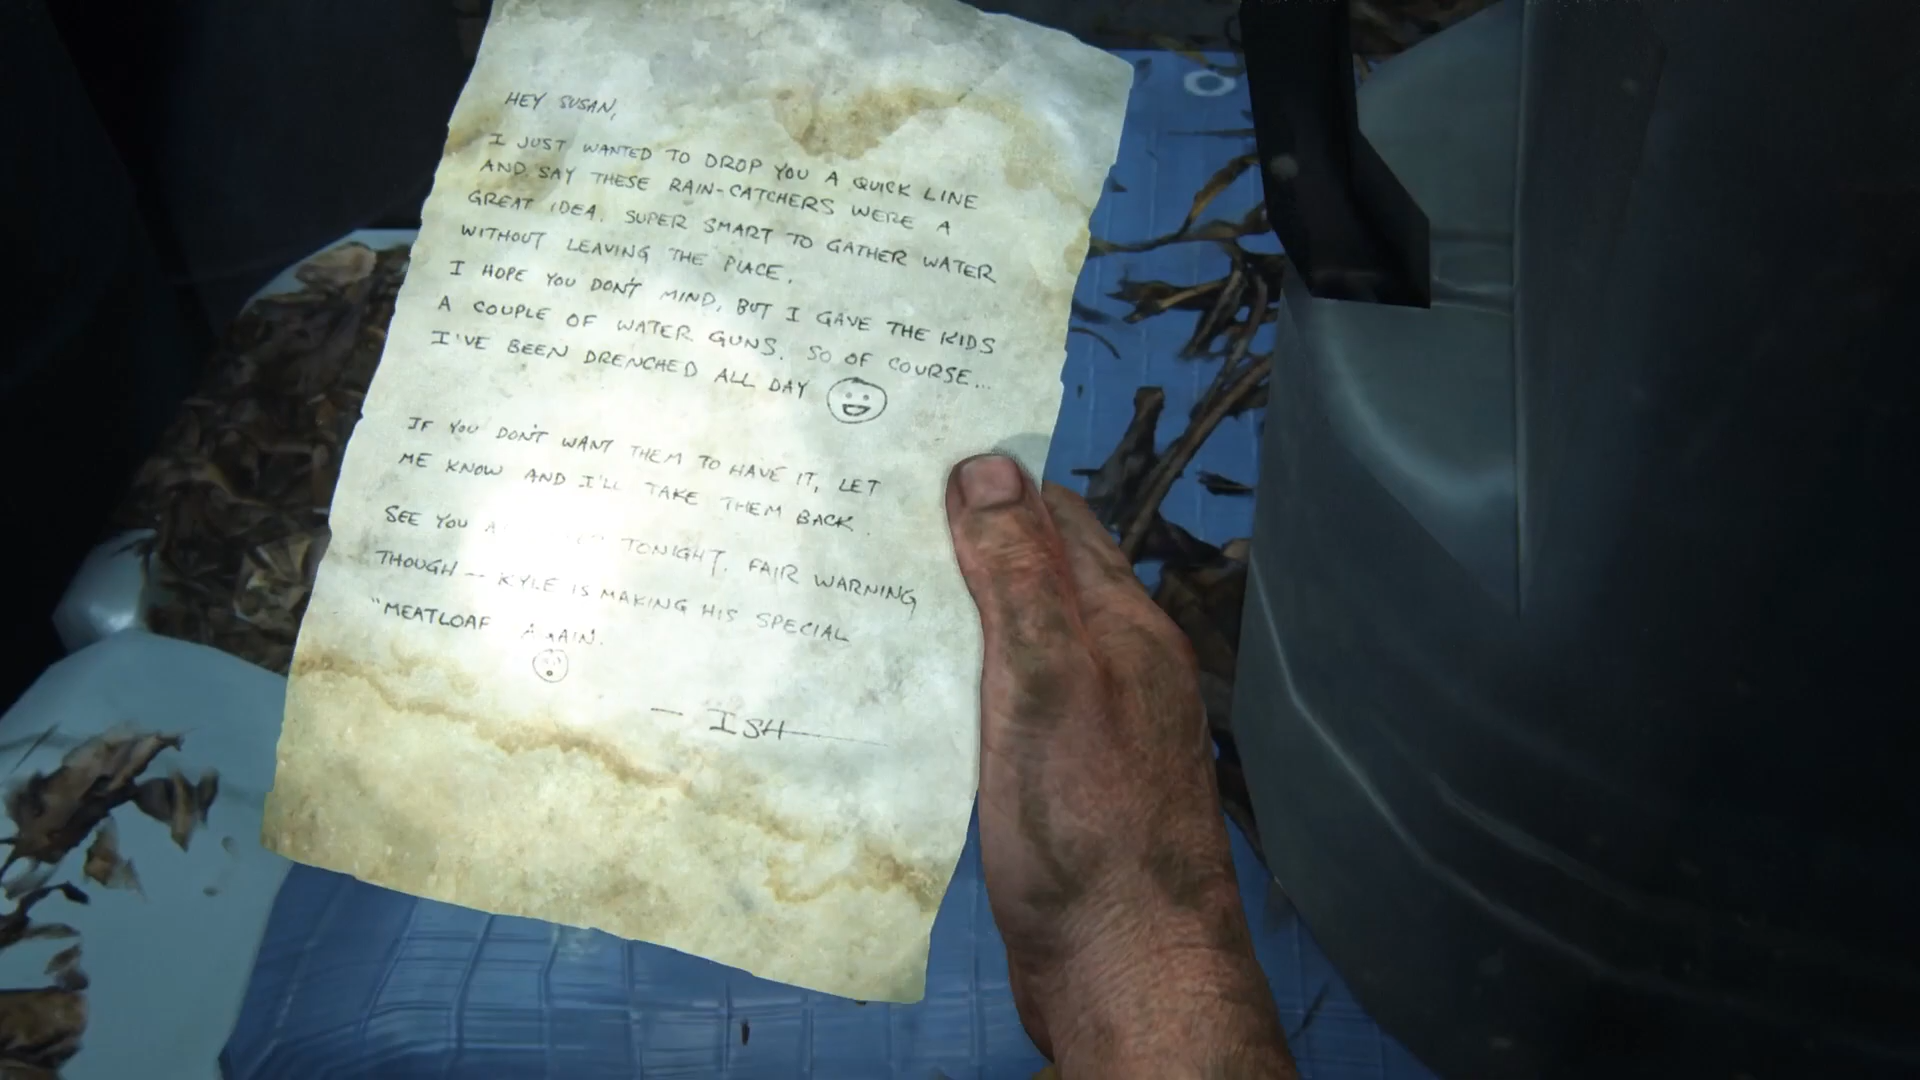 HEY SUSAN,
I JUST WANTED TO DROP YOU A QUICK LINE
AND SAY THESE RAIN-CATCHERS WERE A
GREAT IDEA. SUPER SMART TO GATHER WATER
WITHOUT LEAVING THE PLACE.
I HOPE YOU DON'T MIND, BUT I GAVE THE KIDS
A COUPLE OF WATER GUNS. SO OF COURSE...
I'VE BEEN DRENCHED ALL DAY
IF YOU DON'T WANT THEM TO HAVE IT, LET
ME KNOW AND I'LL TAKE THEM BACK.
SEE YOU TONIGHT. FAIR WARNING
THOUGH - KYLE IS MAKING HIS SPECIAL
"MEATLOAF AGAIN.
- ISH